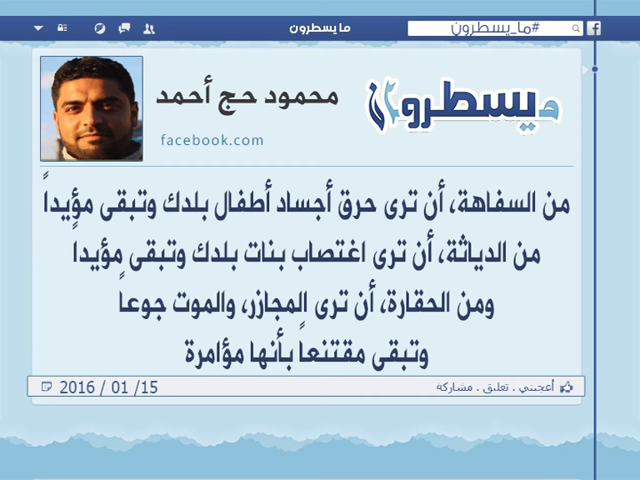 ما يسطرون
#ما_يسطرون
محمود حج أحمد
facebook.com
ما يسطرون
من السفاهة، أن ترى حرق أجساد أطفال بلدك وتبقى مؤيداً
من الدياثة، أن ترى اغتصاب بنات بلدك وتبقى مؤيداً
ومن الحقارة، أن ترى المجازر، والموت جوعاً
وتبقى مقتنعاً بأنها مؤامرة
أعجبني . تعليق . مشاركة
2016 / 01 /15